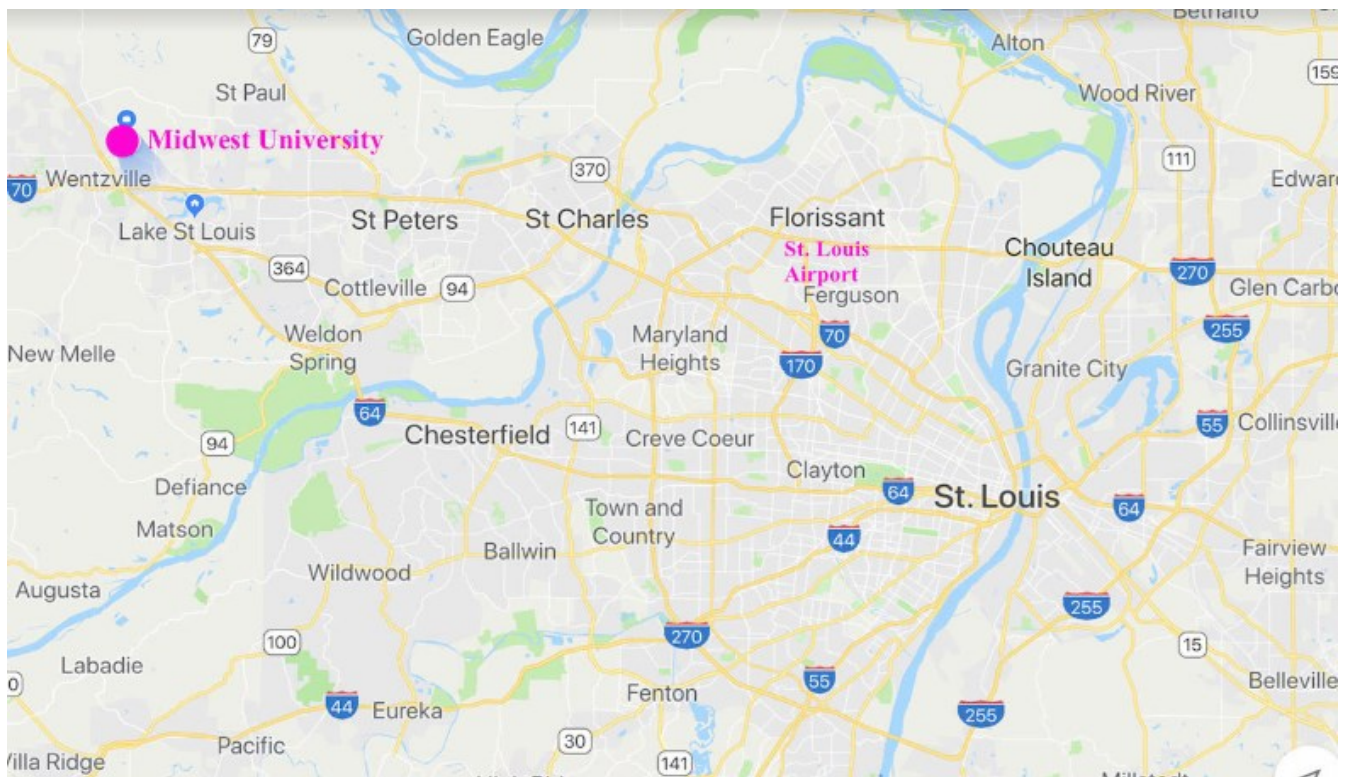 Bethalto
Golden Eagle
79
Alton
159
St Paul
Wood River
Midwest University
111
370
Wentzville
70
Edwar
St Peters
St Charles
Florissant
Lake St Louis
St. Louis
Airport
Chouteau
Island
364
270
Cottleville
94
Ferguson
Glen Carbo
255
Weldon
Spring
Maryland
Heights
70
New Melle
170
Granite City
64
Chesterfield
141
Creve Coeur
55
Collinsvill
94
Clayton
Defiance
64
St. Louis
64
Town and
Country
Matson
44
Ballwin
Fairview
Heights
Wildwood
Augusta
255
100
270
15
Labadie
0
Fenton
55
Belleville
44
Eureka
255
Pacific
30
Villa Ridge
141